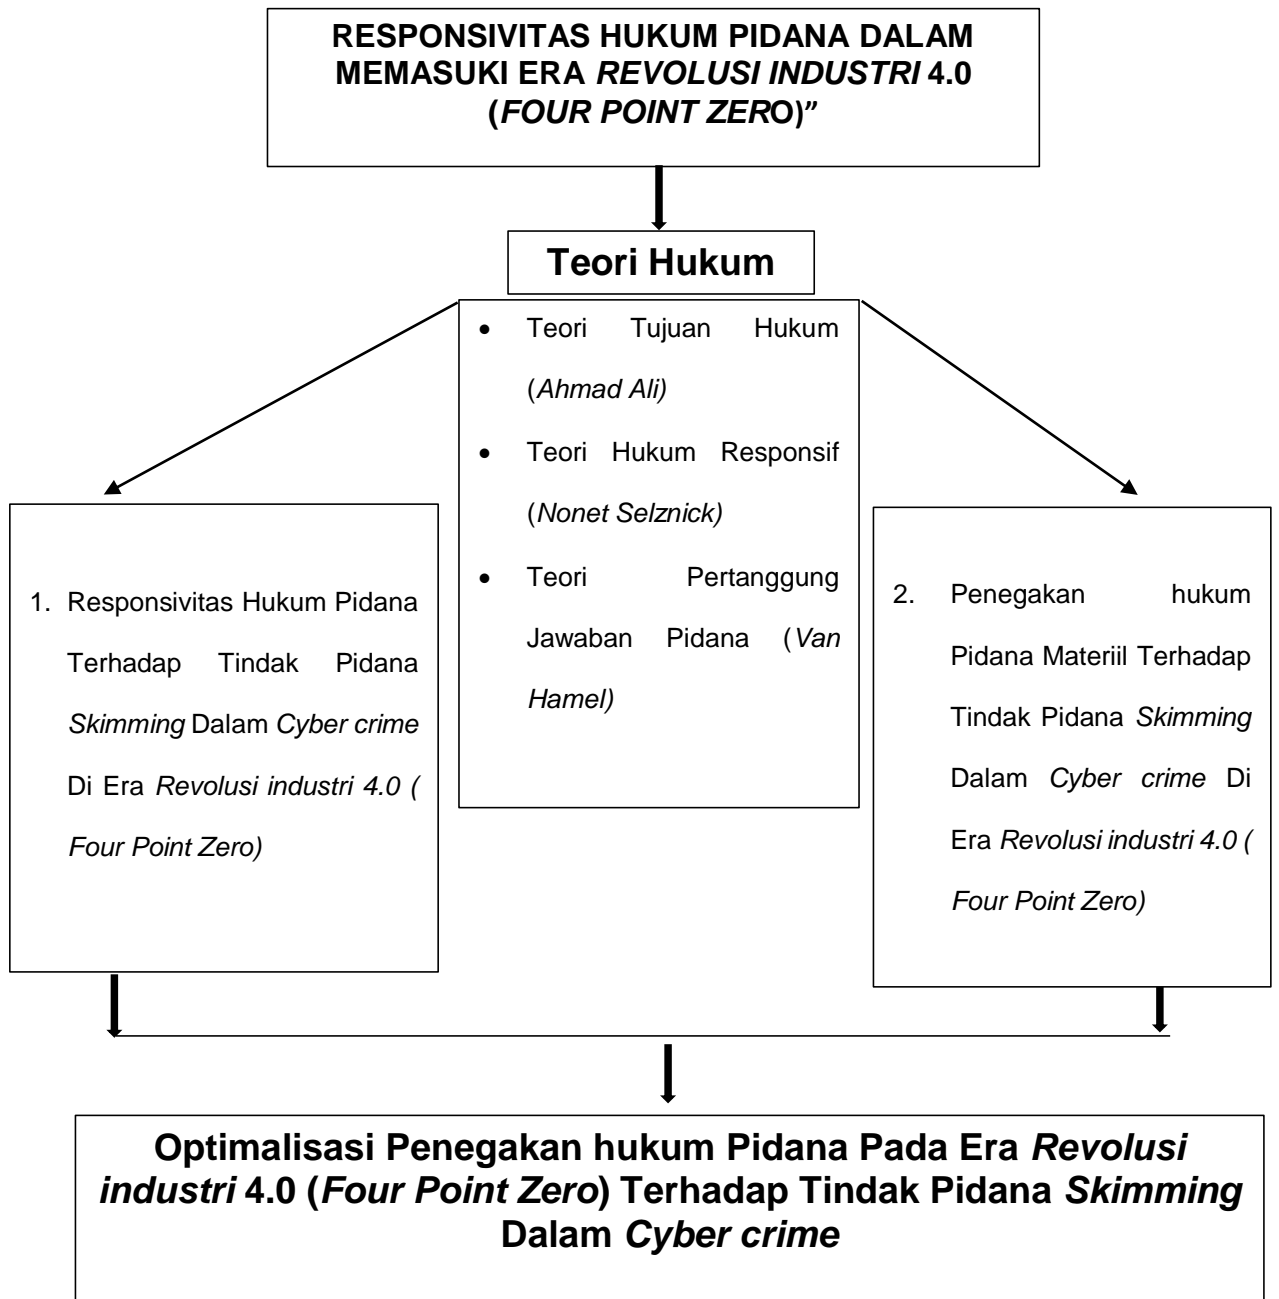 RESPONSIVITAS HUKUM PIDANA DALAM
MEMASUKI ERA REVOLUSI INDUSTRI 4.0
(FOUR POINT ZERO)”
Teori Hukum
• Teori Tujuan Hukum
(Ahmad Ali)
• Teori Hukum Responsif
(Nonet Selznick)
• Teori Pertanggung
Jawaban Pidana (Van
Hamel)
1. Responsivitas Hukum Pidana
Terhadap Tindak Pidana
Skimming Dalam Cyber crime
Di Era Revolusi industri 4.0 (
Four Point Zero)
2. Penegakan hukum
Pidana Materiil Terhadap
Tindak Pidana Skimming
Dalam Cyber crime Di
Era Revolusi industri 4.0 (
Four Point Zero)
Optimalisasi Penegakan hukum Pidana Pada Era Revolusi
industri 4.0 (Four Point Zero) Terhadap Tindak Pidana Skimming
Dalam Cyber crime